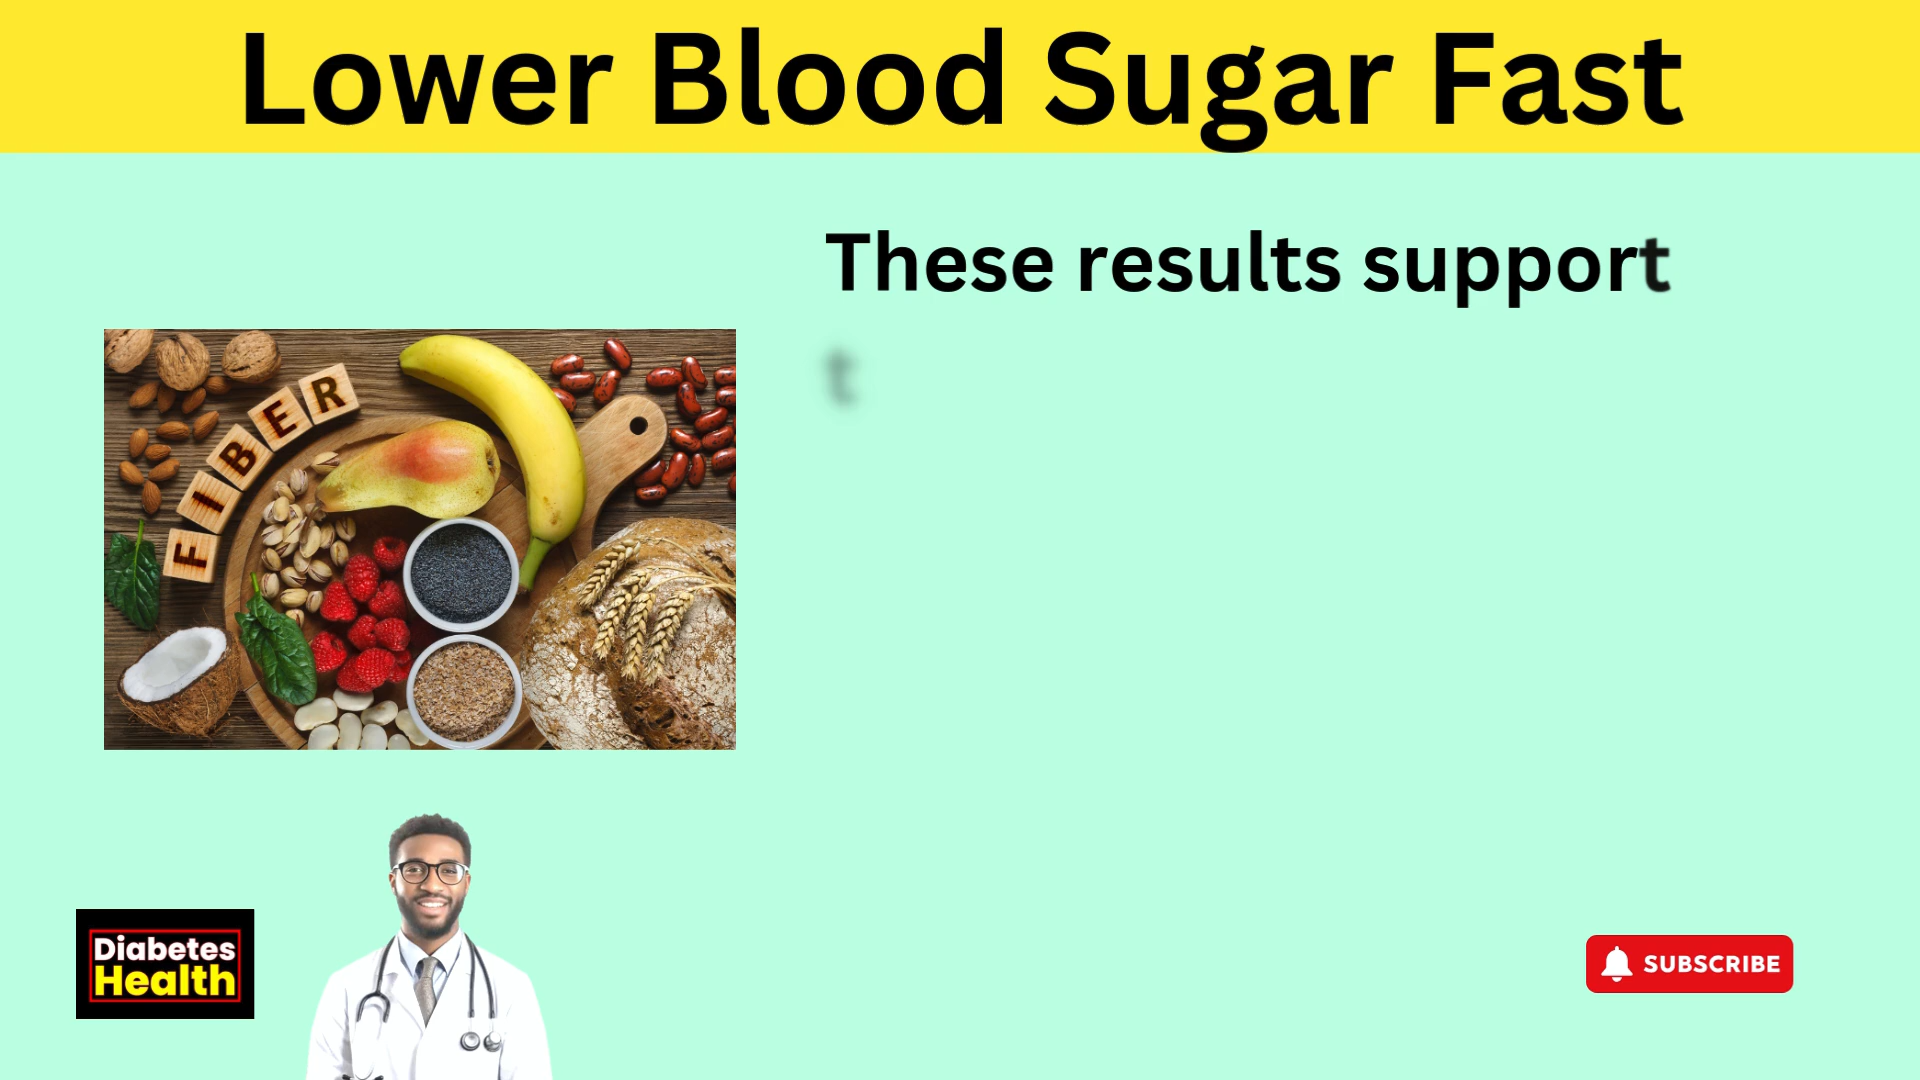 Lower Blood Sugar Fast
These results support
t
FIBER
Diabetes
Health
SUBSCRIBE